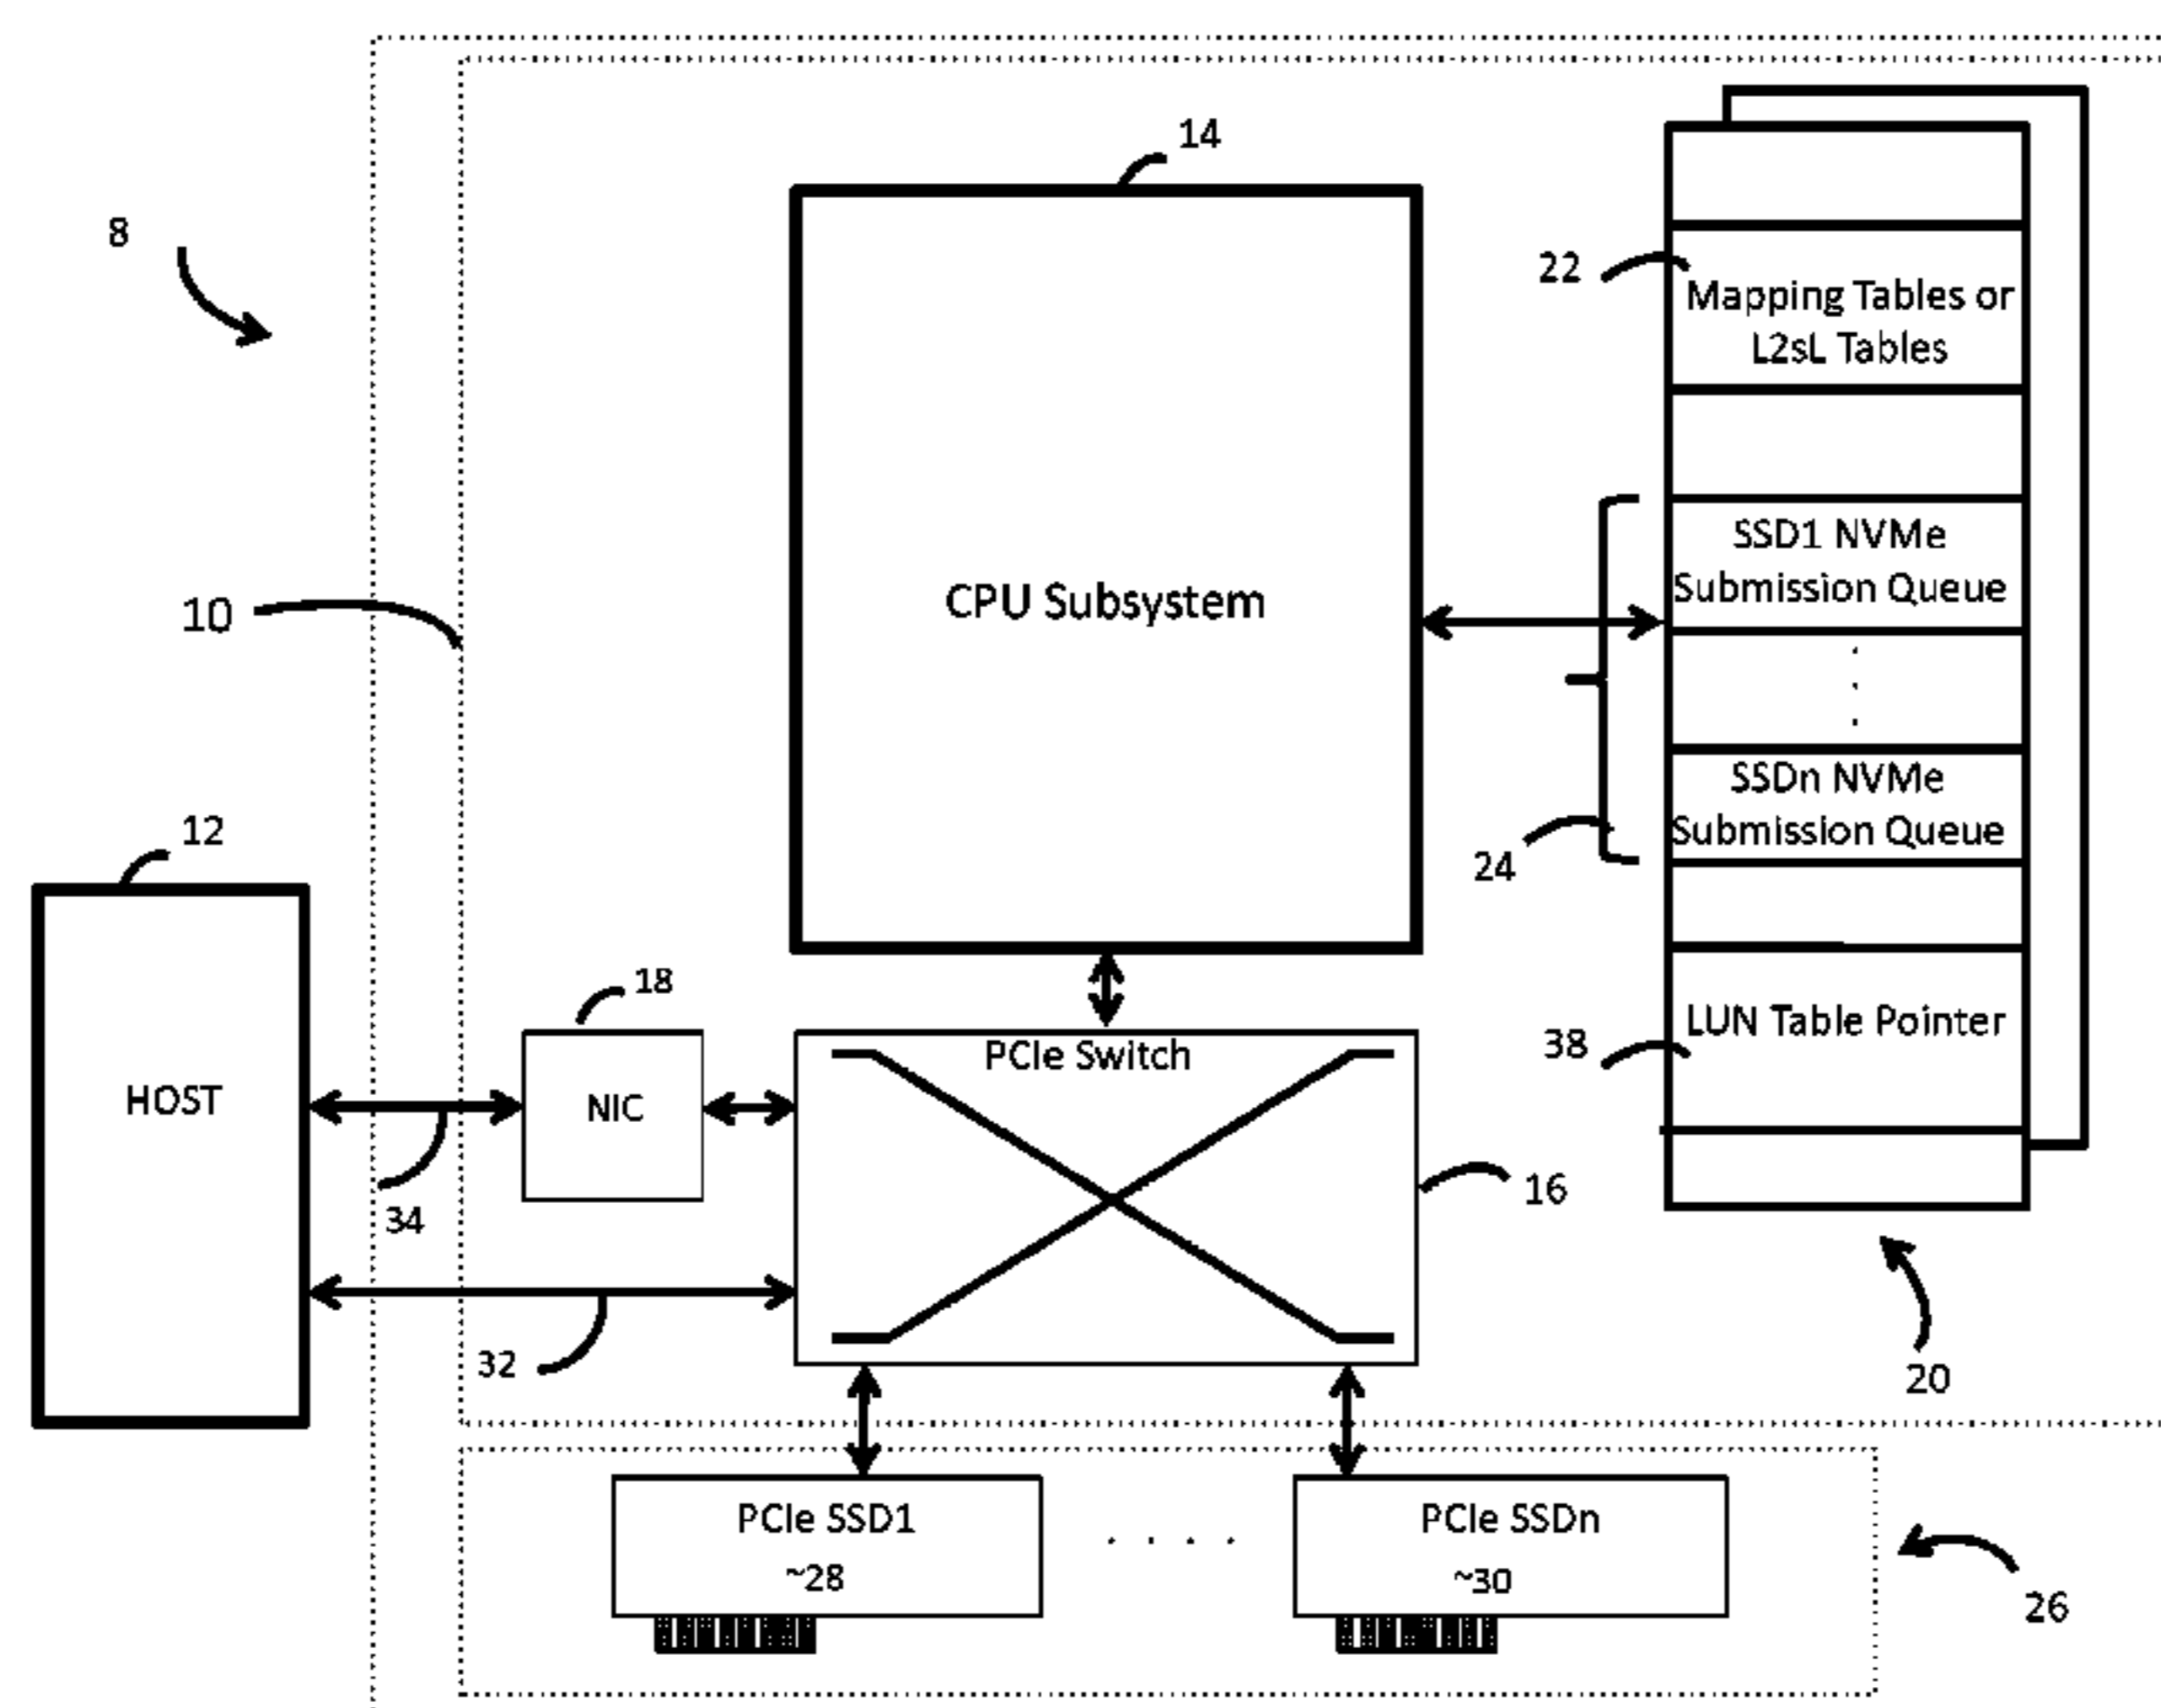 14
8
22
Mapping Tables or
L2sL Tables
SSD1 NVMe
Submission Queue
10
CPU Subsystem
.
.
.
SSDn NVMe
Submission Queue
24
12
18
LUN Table Pointer
38
PCIe Switch
HOST
NIC
16
34
32
20
PCIe SSD1
~28
. . . .
PCIe SSDn
~30
26